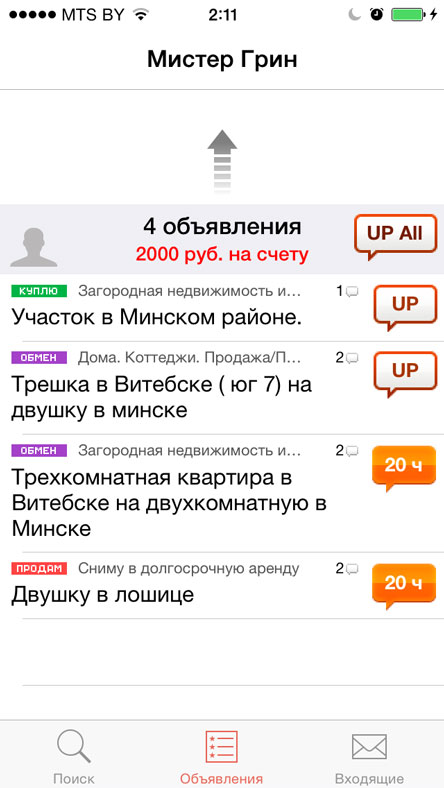 MTS BY 2:11
Мистер Грин
4 объявления
2000 руб. на счету
UP All
КУПЛЮ Загородная недвижимость и... 1
Участок в Минском районе.
UP
ОБМЕН Дома. Коттеджи. Продажа/П... 2
Трешка в Витебске ( юг 7) на
двушку в минске
UP
ОБМЕН Загородная недвижимость и... 2
Трехкомнатная квартира в
Витебске на двухкомнатную в
Минске
20 ч
ПРОДАМ Сниму в долгосрочную аренду 2
Двушку в лошице
20 ч
Поиск Объявления Входящие